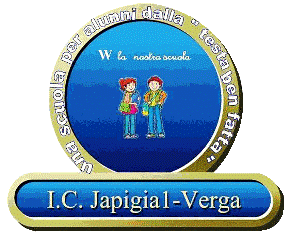 una scuola per alunni dalla " testa ben fatta "
W la nostra scuola
I.C. Japigia1-Verga